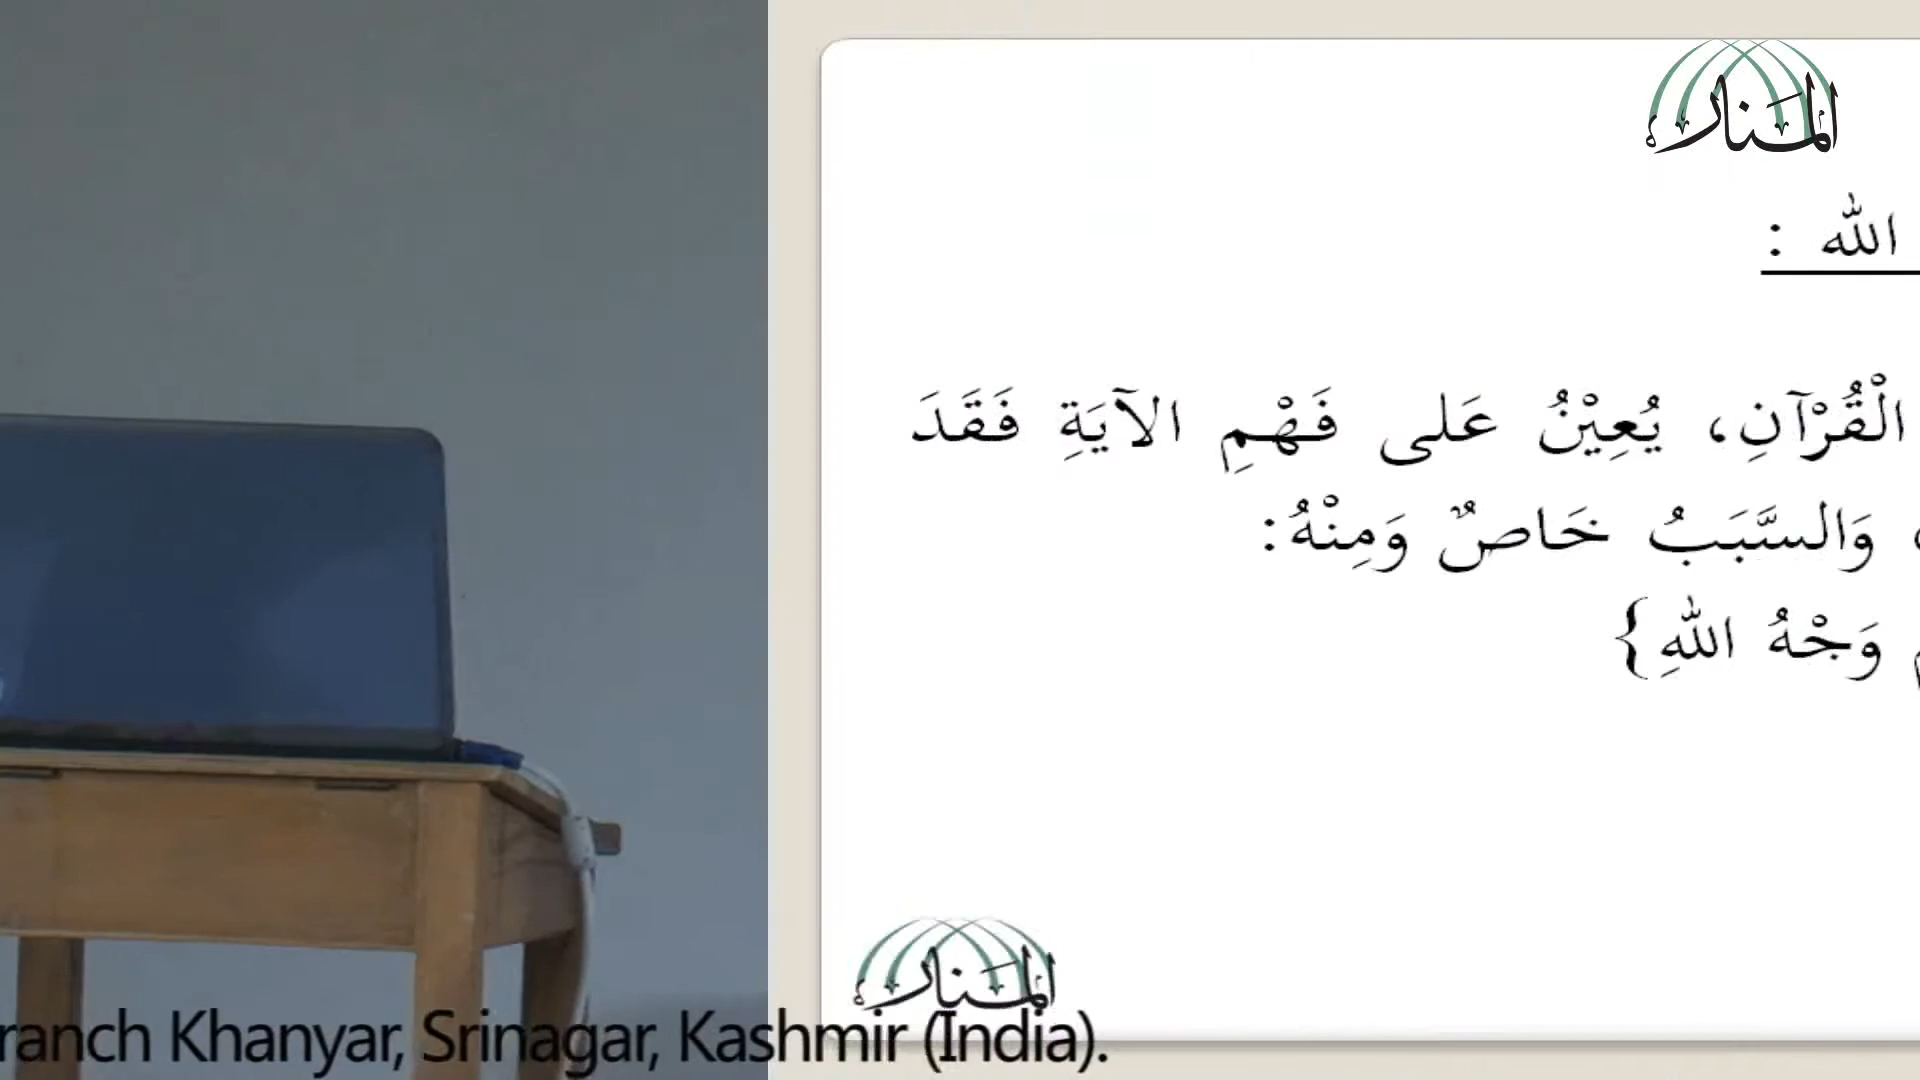 المنار
الله :
الْقُرْآنِ، يُعِيْنُ عَلى فَهْمِ الآيَةِ فَقَدَ
وَالسَّبَبُ خَاصٌ وَمِنْهُ:
وَجْهُ اللهِ}
المنار
ranch Khanyar, Srinagar, Kashmir (India).